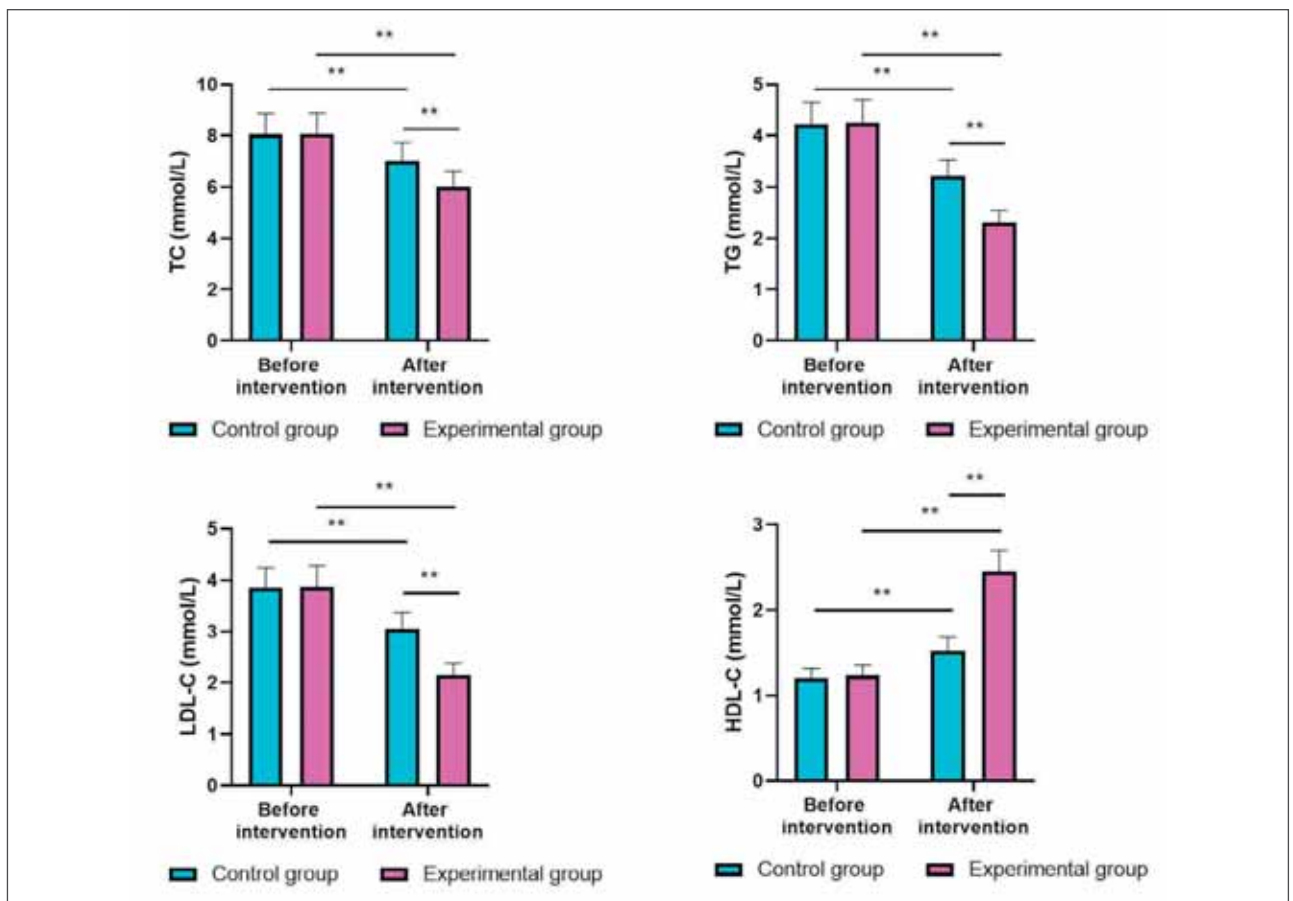 **
**
**
10
8
6
4
2
0
TC (mmol/L)
Before
intervention
After
intervention
Control group
Experimental group
**
**
**
5
4
3
2
1
0
TG (mmol/L)
Before
intervention
After
intervention
Control group
Experimental group
**
**
**
5
4
3
2
1
0
LDL-C (mmol/L)
Before
intervention
After
intervention
Control group
Experimental group
**
**
**
3
2
1
0
HDL-C (mmol/L)
Before
intervention
After
intervention
Control group
Experimental group